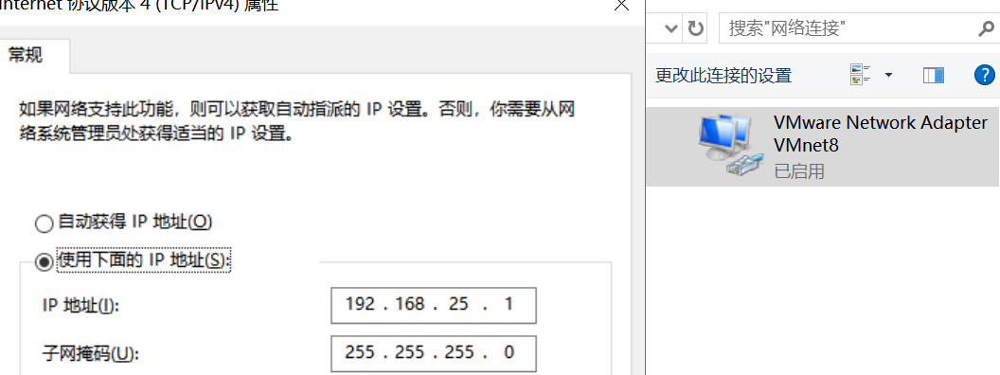 Internet 协议版本 4 (TCP/IPv4) 属性
常规
如果网络支持此功能，则可以获取自动指派的 IP 设置。否则，你需要从网
络系统管理员处获得适当的 IP 设置。
自动获得 IP 地址(O)
使用下面的 IP 地址(S):
IP 地址(I):
192 . 168 . 25 . 1
子网掩码(U):
255 . 255 . 255 . 0
搜索"网络连接"
更改此连接的设置
VMware Network Adapter
VMnet8
已启用